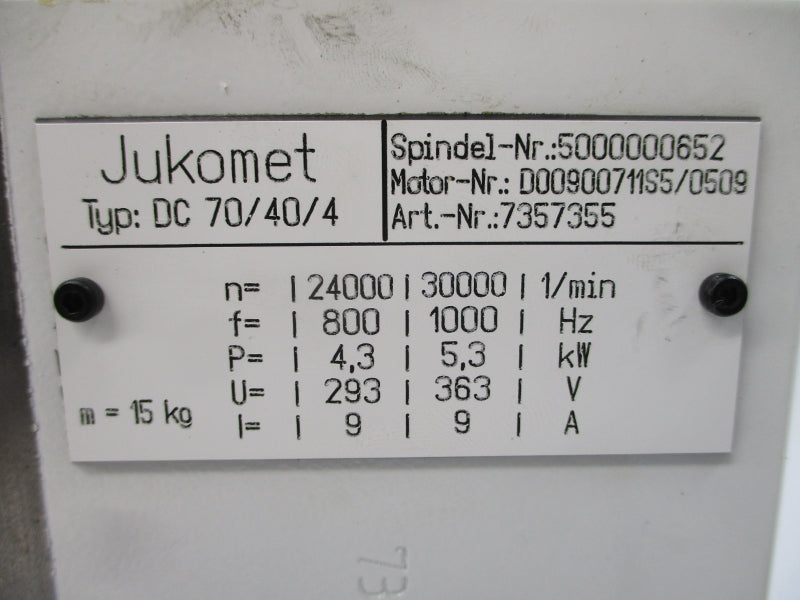 Jukomet
Typ: DC 70/40/4
Spindel-Nr.:5000000652
Motor-Nr.: D00900711S5/0509
Art.-Nr.:7357355
n= | 24000 | 30000 | 1/min
f= | 800 | 1000 | Hz
P= | 4,3 | 5,3 | kW
U= | 293 | 363 | V
I= | 9 | 9 | A
m = 15 kg
73